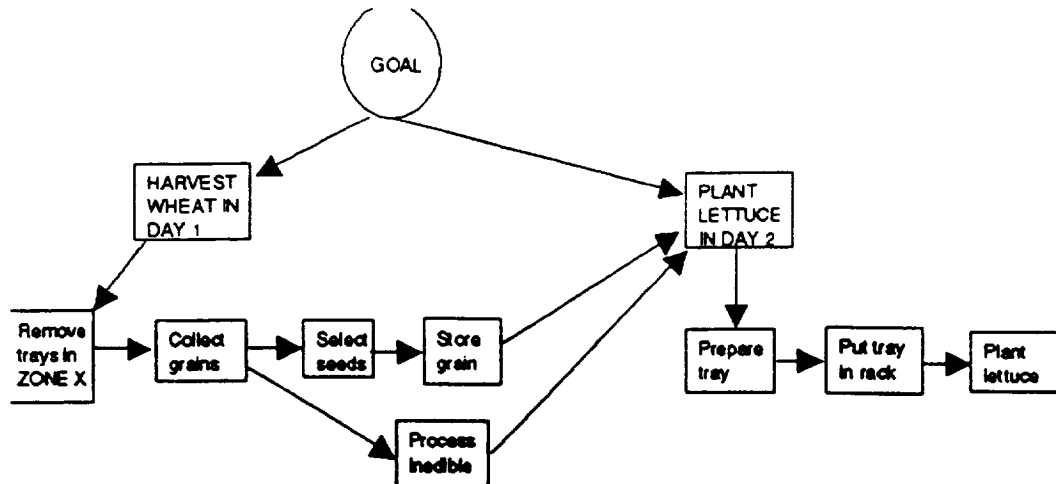 GOAL
HARVEST
WHEAT IN
DAY 1
PLANT
LETTUCE
IN DAY 2
Remove
trays in
ZONE X
Collect
grains
Select
seeds
Store
grain
Process
Inedible
Prepare
tray
Put tray
in rack
Plant
lettuce